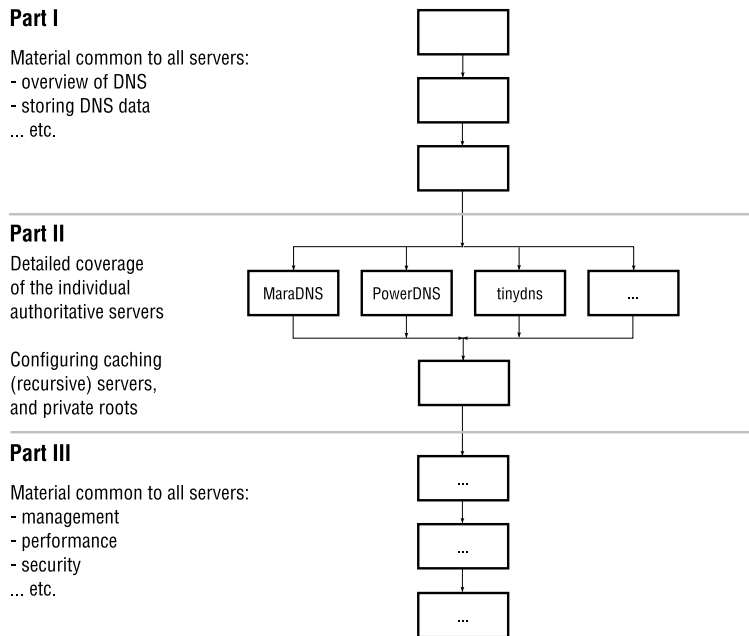 Part I
Material common to all servers:
- overview of DNS
- storing DNS data
... etc.
Part II
Detailed coverage
of the individual
authoritative servers
MaraDNS
PowerDNS
tinydns
...
Configuring caching
(recursive) servers,
and private roots
Part III
Material common to all servers:
- management
- performance
- security
... etc.
...
...
...